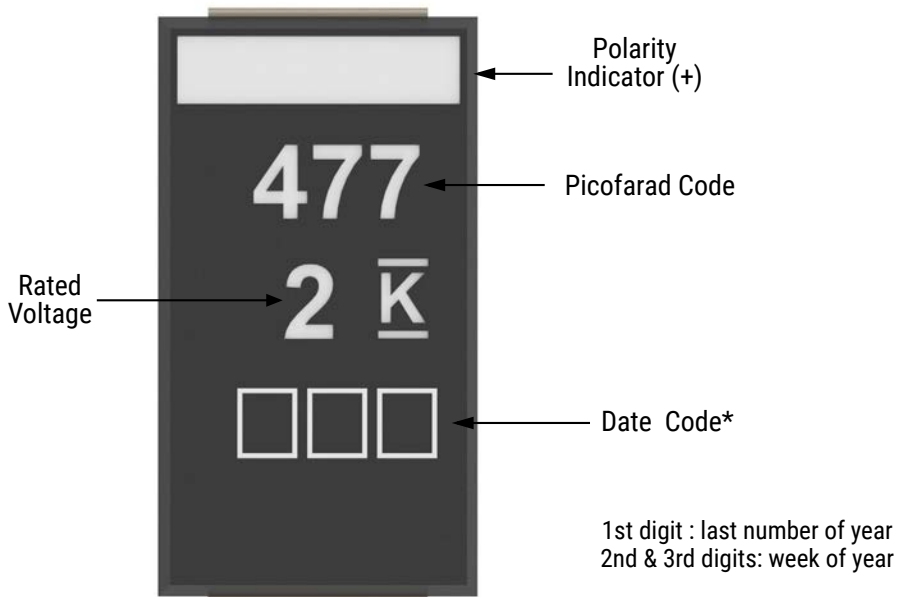 Polarity
Indicator (+)
477
Picofarad Code
Rated
Voltage
2 K
Date Code*
1st digit : last number of year
2nd & 3rd digits: week of year